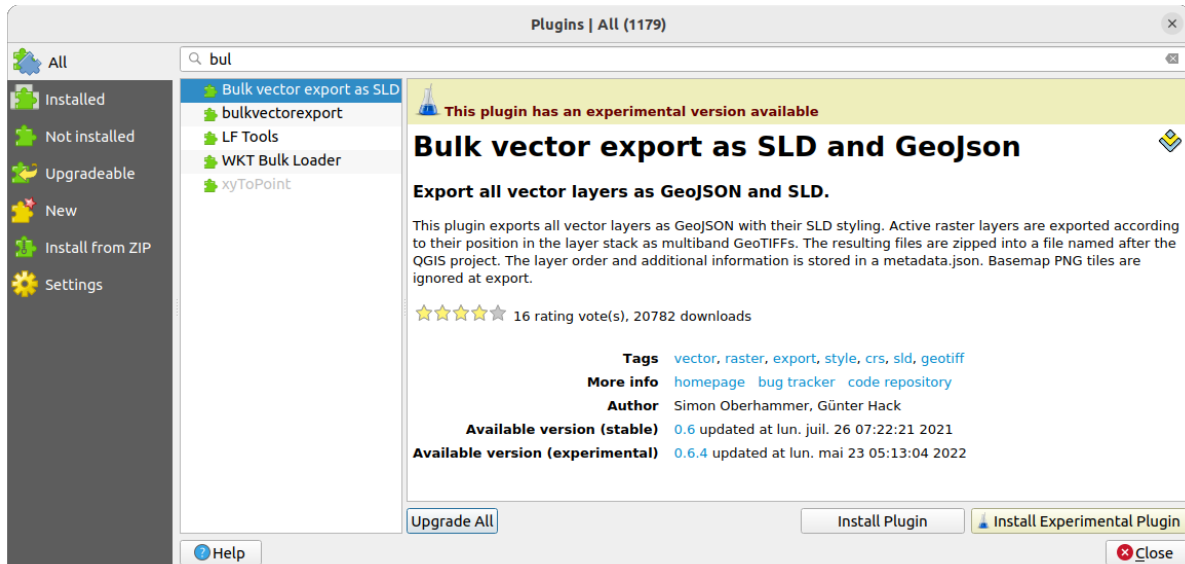 Plugins | All (1179)
All
Installed
Not installed
Upgradeable
New
Install from ZIP
Settings
bul
Bulk vector export as SLD
bulkvectorexport
LF Tools
WKT Bulk Loader
xyToPoint
This plugin has an experimental version available
Bulk vector export as SLD and GeoJson
Export all vector layers as GeoJSON and SLD.
This plugin exports all vector layers as GeoJSON with their SLD styling. Active raster layers are exported according
to their position in the layer stack as multiband GeoTIFFs. The resulting files are zipped into a file named after the
QGIS project. The layer order and additional information is stored in a metadata.json. Basemap PNG tiles are
ignored at export.
16 rating vote(s), 20782 downloads
Tags vector, raster, export, style, crs, sld, geotiff
More info homepage bug tracker code repository
Author Simon Oberhammer, Günter Hack
Available version (stable) 0.6 updated at lun. juil. 26 07:22:21 2021
Available version (experimental) 0.6.4 updated at lun. mai 23 05:13:04 2022
Upgrade All Install Plugin Install Experimental Plugin
Help Close